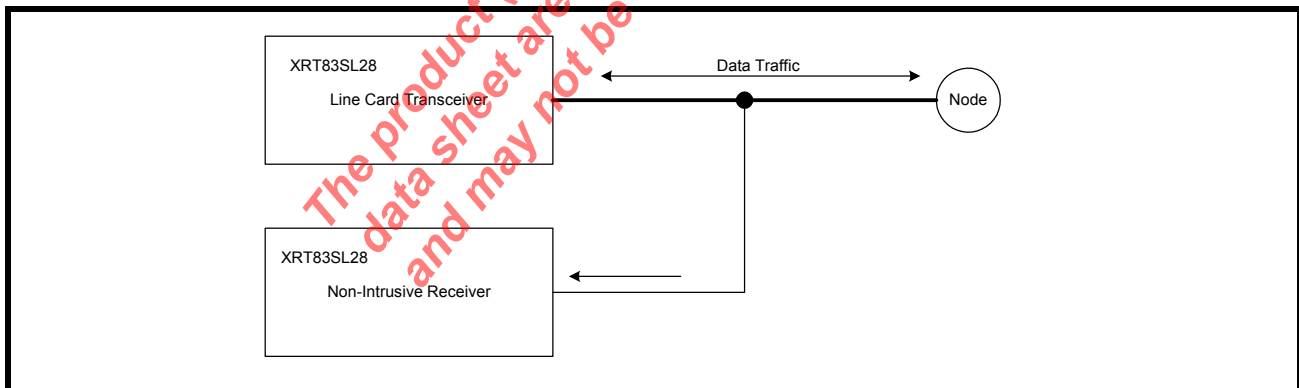 XRT83SL28
Line Card Transceiver
Data Traffic
Node
XRT83SL28
Non-Intrusive Receiver
The product
data sheet are
and may not be